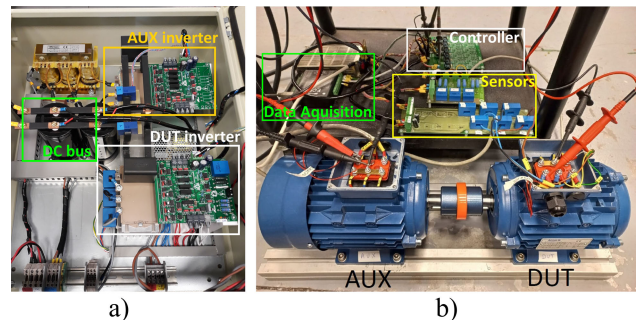 AUX inverter
DC bus
DUT inverter
Controller
Sensors
Data Aquisition
AUX
DUT
a)
b)